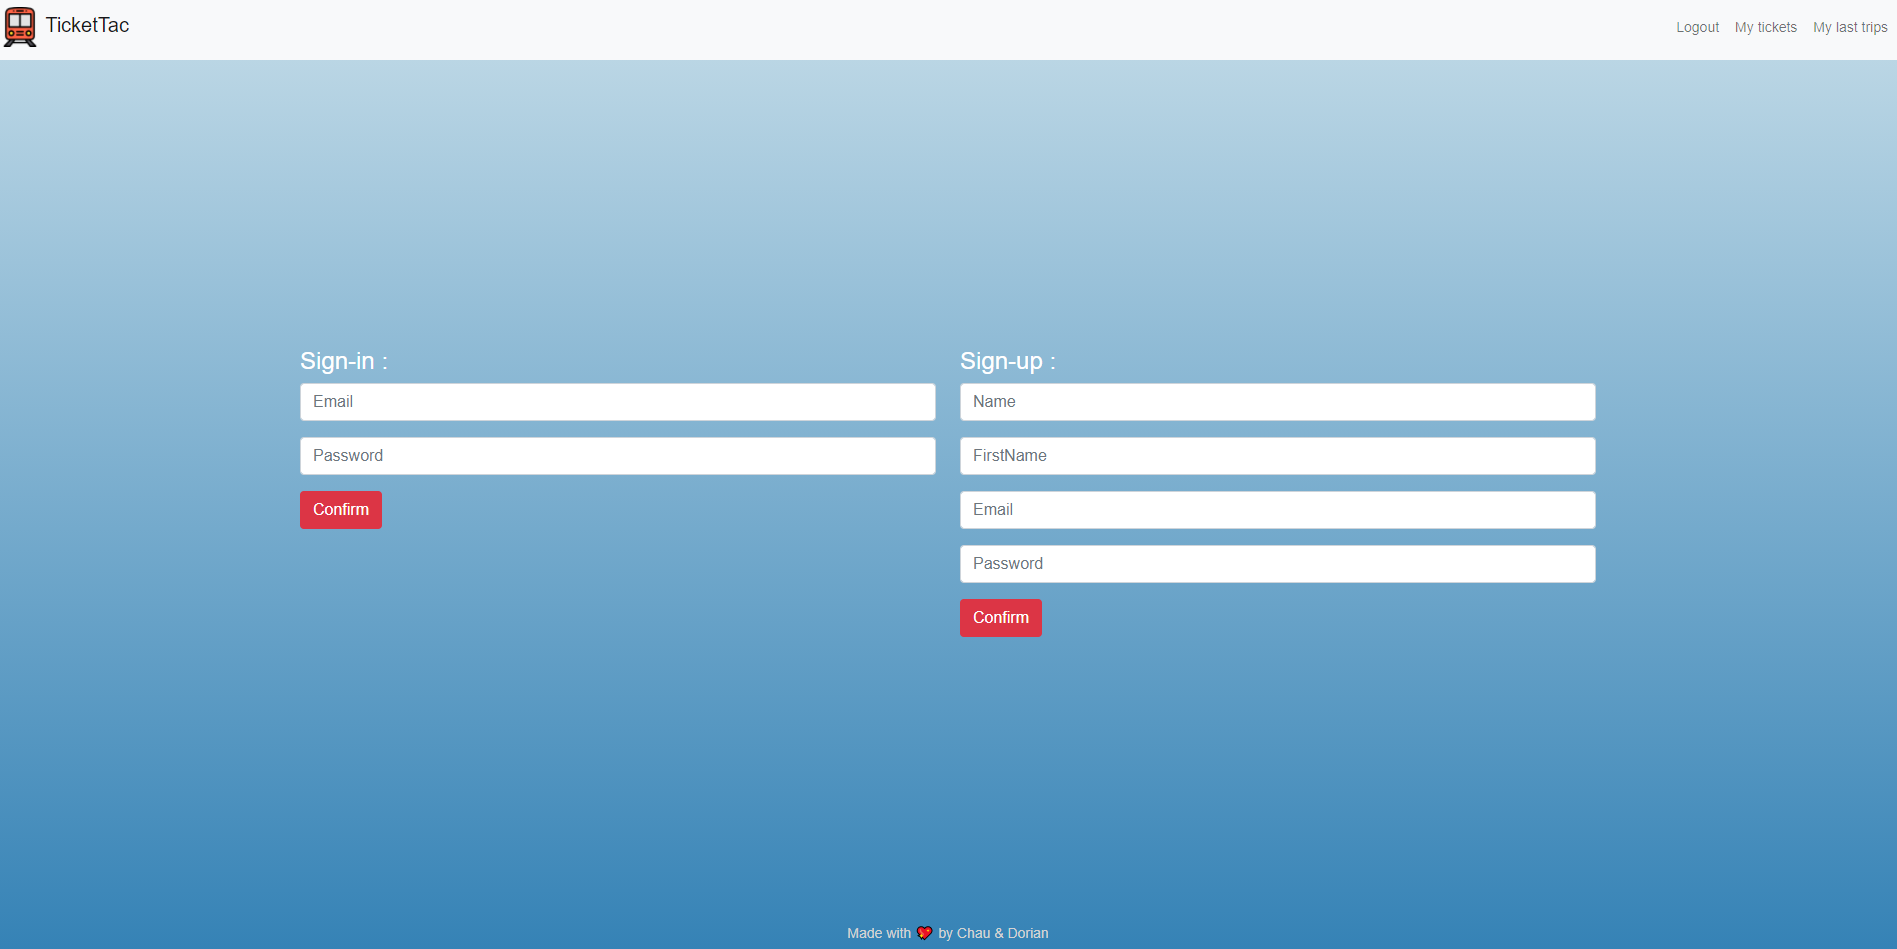 TicketTac
Logout My tickets My last trips
Sign-in :
Email
Password
Confirm
Sign-up :
Name
FirstName
Email
Password
Confirm
Made with 💖 by Chau & Dorian